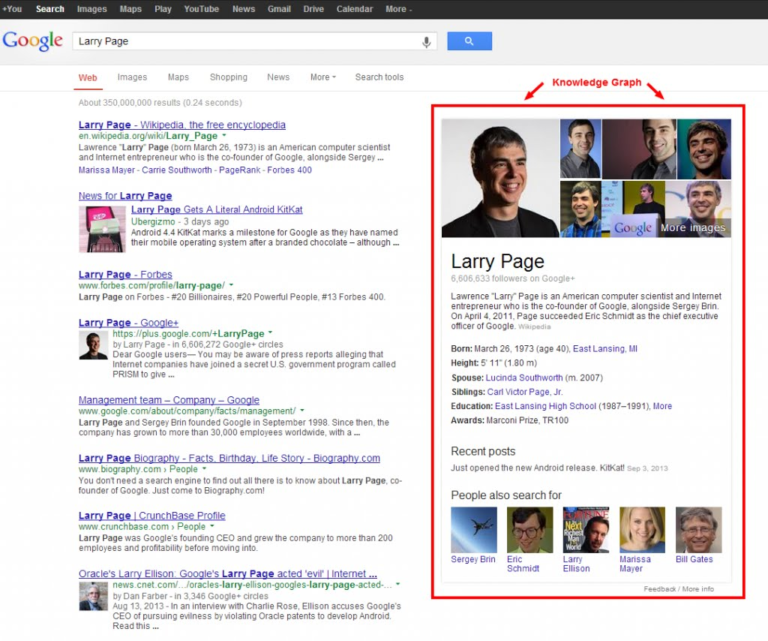 +You Search Images Maps Play YouTube News Gmail Drive Calendar More
Google
Larry Page
Web Images Maps Shopping News More Search tools
About 350,000,000 results (0.24 seconds)
Larry Page - Wikipedia, the free encyclopedia
en.wikipedia.org/wiki/Larry_Page
Lawrence "Larry" Page (born March 26, 1973) is an American computer scientist
and Internet entrepreneur who is the co-founder of Google, alongside Sergey ...
Marissa Mayer - Carrie Southworth - PageRank - Forbes 400
News for Larry Page
Larry Page Gets A Literal Android KitKat
Ubergizmo - 3 days ago
Android 4.4 KitKat marks a milestone for Google as they have named
their mobile operating system after a branded chocolate – although ...
Larry Page - Forbes
www.forbes.com/profile/larry-page/
Larry Page on Forbes - #20 Billionaires, #20 Powerful People, #13 Forbes 400.
Larry Page - Google+
https://plus.google.com/+LarryPage
by Larry Page - in 6,606,272 Google+ circles
Dear Google users— You may be aware of press reports alleging that
Internet companies have joined a secret U.S. government program called
PRISM to give ...
Management team – Company – Google
www.google.com/about/company/facts/management/
Larry Page and Sergey Brin founded Google in September 1998. Since then, the
company has grown to more than 30,000 employees worldwide, with a ...
Larry Page Biography - Facts, Birthday, Life Story - Biography.com
www.biography.com › People
You don't need a search engine to find out all there is to know about Larry Page, co-
founder of Google. Just come to Biography.com!
Larry Page | CrunchBase Profile
www.crunchbase.com › People
Larry Page was Google's founding CEO and grew the company to more than 200
employees and profitability before moving into.
Oracle's Larry Ellison: Google's Larry Page acted 'evil' | Internet ...
news.cnet.com/.../oracles-larry-ellison-googles-larry-page-acted-...
by Dan Farber - in 3,346 Google+ circles
Aug 13, 2013 - In an interview with Charlie Rose, Ellison accuses Google's
CEO of pursuing evilness by violating Oracle patents to develop Android.
Read this ...
Knowledge Graph
Google
More images
Larry Page
6,606,633 followers on Google+
Lawrence "Larry" Page is an American computer scientist and Internet
entrepreneur who is the co-founder of Google, alongside Sergey Brin.
On April 4, 2011, Page succeeded Eric Schmidt as the chief executive
officer of Google. Wikipedia
Born: March 26, 1973 (age 40), East Lansing, MI
Height: 5' 11" (1.80 m)
Spouse: Lucinda Southworth (m. 2007)
Siblings: Carl Victor Page, Jr.
Education: East Lansing High School (1987–1991), More
Awards: Marconi Prize, TR100
Recent posts
Just opened the new Android release. KitKat! Sep 3, 2013
People also search for
Next
Richest
Man
World
Sergey Brin
Eric
Schmidt
Larry
Ellison
Marissa
Mayer
Bill Gates
Feedback / More info